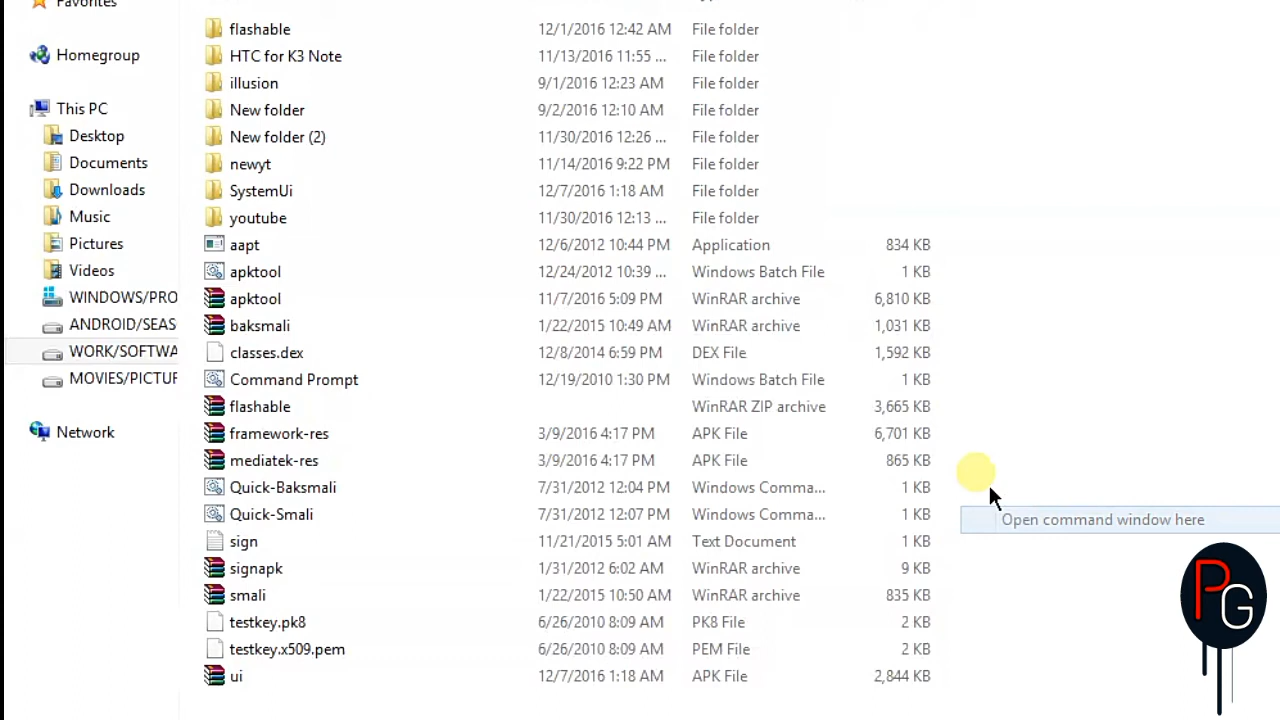 Favorites
Homegroup
This PC
Desktop
Documents
Downloads
Music
Pictures
Videos
WINDOWS/PRO
ANDROID/SEAS
WORK/SOFTWA
MOVIES/PICTUF
Network
flashable 12/1/2016 12:42 AM File folder
HTC for K3 Note 11/13/2016 11:55 ... File folder
illusion 9/1/2016 12:23 AM File folder
New folder 9/2/2016 12:10 AM File folder
New folder (2) 11/30/2016 12:26 ... File folder
newyt 11/14/2016 9:22 PM File folder
SystemUi 12/7/2016 1:18 AM File folder
youtube 11/30/2016 12:13 ... File folder
aapt 12/6/2012 10:44 PM Application 834 KB
apktool 12/24/2012 10:39 ... Windows Batch File 1 KB
apktool 11/7/2016 5:09 PM WinRAR archive 6,810 KB
baksmali 1/22/2015 10:49 AM WinRAR archive 1,031 KB
classes.dex 12/8/2014 6:59 PM DEX File 1,592 KB
Command Prompt 12/19/2010 1:30 PM Windows Batch File 1 KB
flashable WinRAR ZIP archive 3,665 KB
framework-res 3/9/2016 4:17 PM APK File 6,701 KB
mediatek-res 3/9/2016 4:17 PM APK File 865 KB
Quick-Baksmali 7/31/2012 12:04 PM Windows Comma... 1 KB
Quick-Smali 7/31/2012 12:07 PM Windows Comma... 1 KB
sign 11/21/2015 5:01 AM Text Document 1 KB
signapk 1/31/2012 6:02 AM WinRAR archive 9 KB
smali 1/22/2015 10:50 AM WinRAR archive 835 KB
testkey.pk8 6/26/2010 8:09 AM PK8 File 2 KB
testkey.x509.pem 6/26/2010 8:09 AM PEM File 2 KB
ui 12/7/2016 1:18 AM APK File 2,844 KB
Open command window here
PG